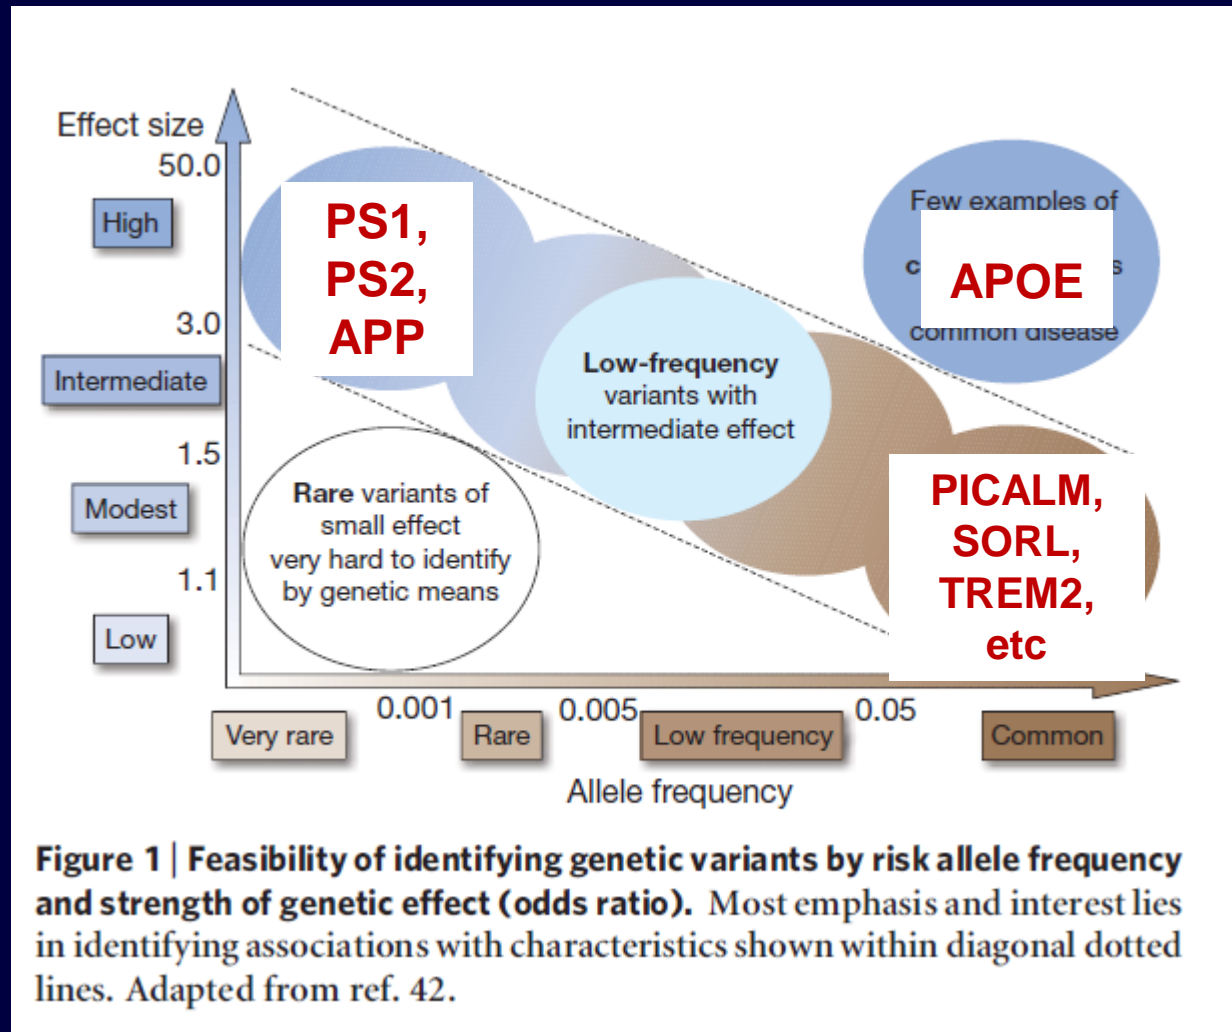 Effect size
50.0
High
3.0
Intermediate
1.5
Modest
1.1
Low
PS1,
PS2,
APP
Few examples of
APOE
common disease
Low-frequency
variants with
intermediate effect
Rare variants of
small effect
very hard to identify
by genetic means
PICALM,
SORL,
TREM2,
etc
0.001
0.005
0.05
Very rare
Rare
Low frequency
Common
Allele frequency
Figure 1 | Feasibility of identifying genetic variants by risk allele frequency
and strength of genetic effect (odds ratio). Most emphasis and interest lies
in identifying associations with characteristics shown within diagonal dotted
lines. Adapted from ref. 42.